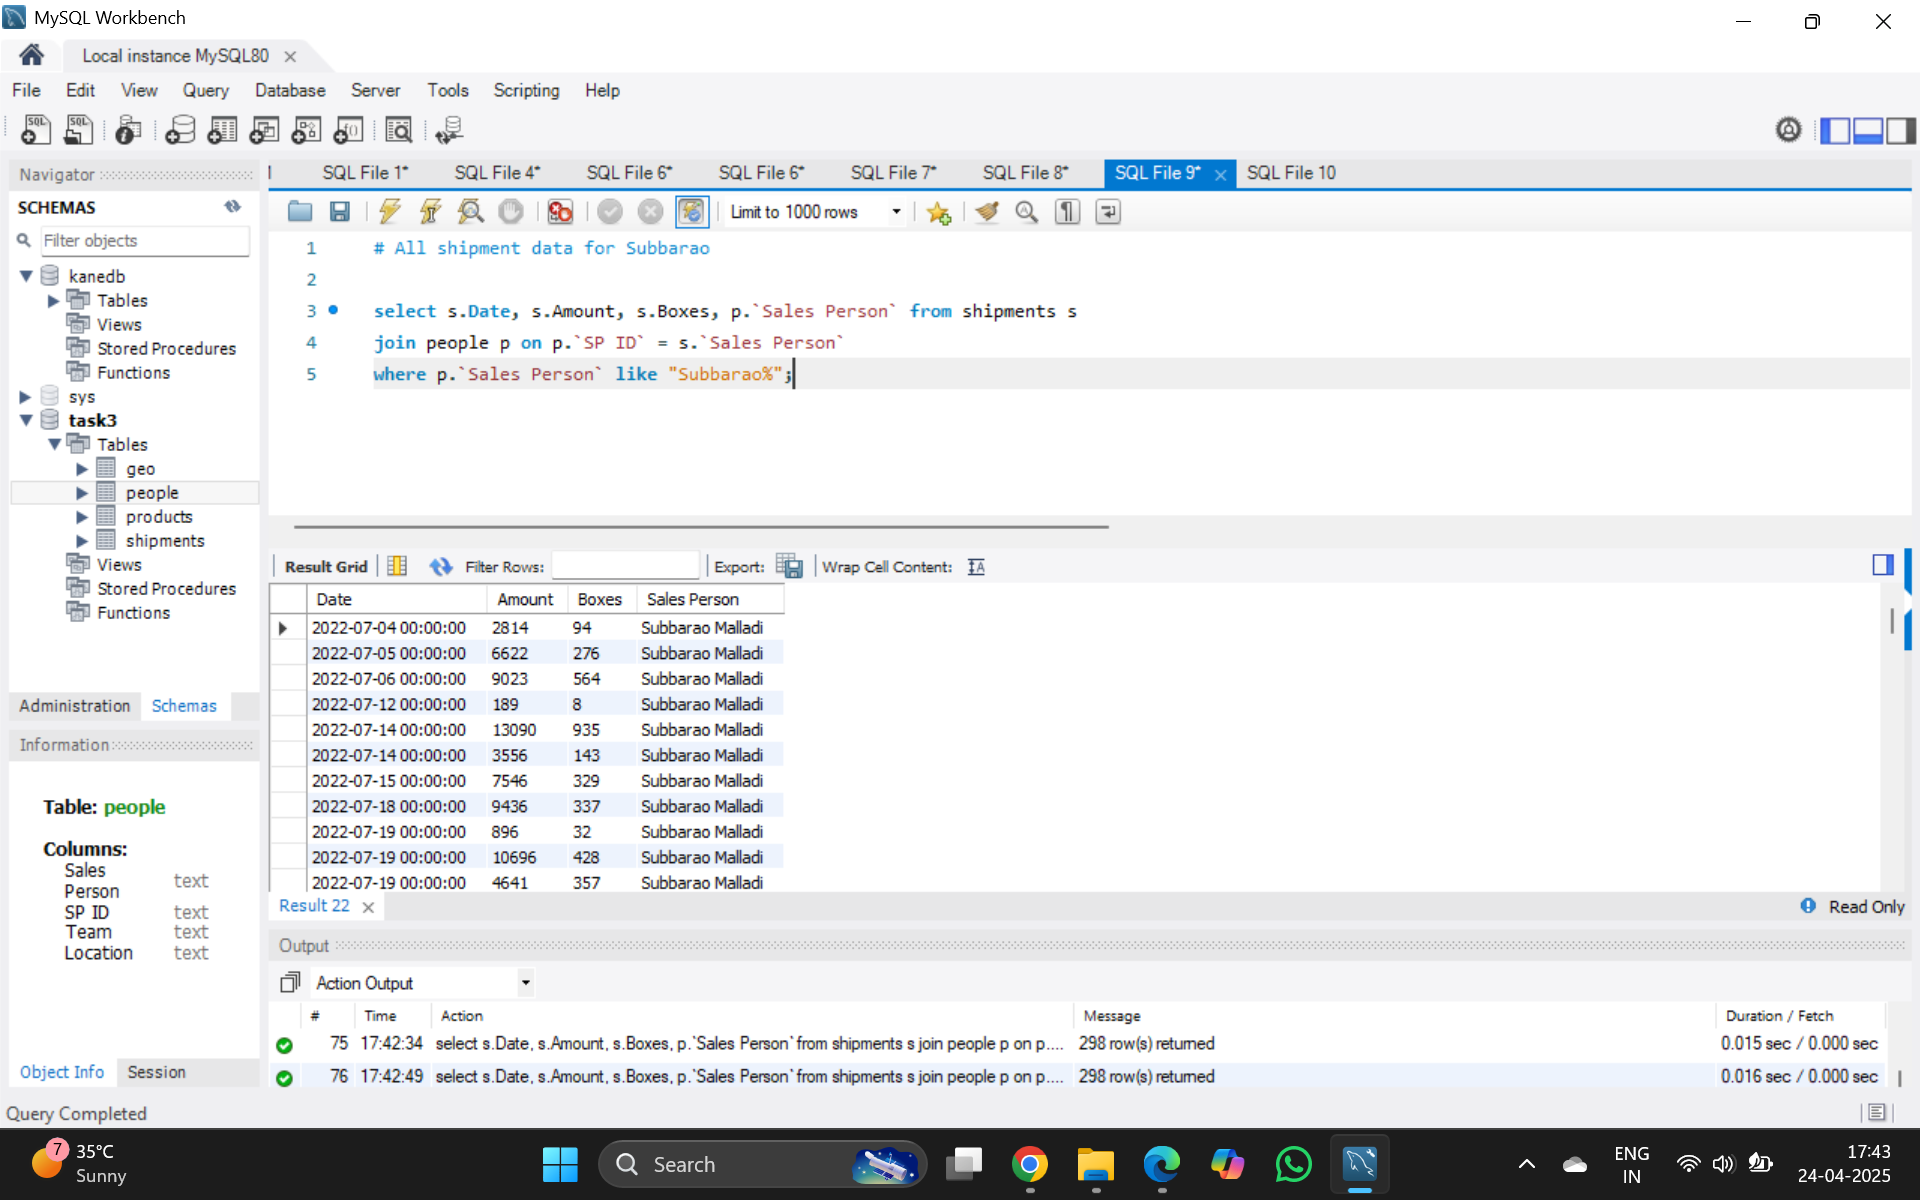 MySQL Workbench
Local instance MySQL80
File Edit View Query Database Server Tools Scripting Help
Navigator
SCHEMAS
Filter objects
kanedb
Tables
Views
Stored Procedures
Functions
sys
task3
Tables
geo
people
products
shipments
Views
Stored Procedures
Functions
Administration Schemas
Information
Table: people
Columns:
Sales Person text
SP ID text
Team text
Location text
Object Info Session
Query Completed
SQL File 1* SQL File 4* SQL File 6* SQL File 6* SQL File 7* SQL File 8* SQL File 9* SQL File 10
Limit to 1000 rows
1 # All shipment data for Subbarao
2
3 select s.Date, s.Amount, s.Boxes, p.`Sales Person` from shipments s
4 join people p on p.`SP ID` = s.`Sales Person`
5 where p.`Sales Person` like "Subbarao%";
Result Grid Filter Rows: Export: Wrap Cell Content:
Date Amount Boxes Sales Person
2022-07-04 00:00:00 2814 94 Subbarao Malladi
2022-07-05 00:00:00 6622 276 Subbarao Malladi
2022-07-06 00:00:00 9023 564 Subbarao Malladi
2022-07-12 00:00:00 189 8 Subbarao Malladi
2022-07-14 00:00:00 13090 935 Subbarao Malladi
2022-07-14 00:00:00 3556 143 Subbarao Malladi
2022-07-15 00:00:00 7546 329 Subbarao Malladi
2022-07-18 00:00:00 9436 337 Subbarao Malladi
2022-07-19 00:00:00 896 32 Subbarao Malladi
2022-07-19 00:00:00 10696 428 Subbarao Malladi
2022-07-19 00:00:00 4641 357 Subbarao Malladi
Result 22 Read Only
Output
Action Output
# Time Action Message Duration / Fetch
75 17:42:34 select s.Date, s.Amount, s.Boxes, p.`Sales Person` from shipments s join people p on p.... 298 row(s) returned 0.015 sec / 0.000 sec
76 17:42:49 select s.Date, s.Amount, s.Boxes, p.`Sales Person` from shipments s join people p on p.... 298 row(s) returned 0.016 sec / 0.000 sec
7 35°C
Sunny
Search
ENG
IN
17:43
24-04-2025